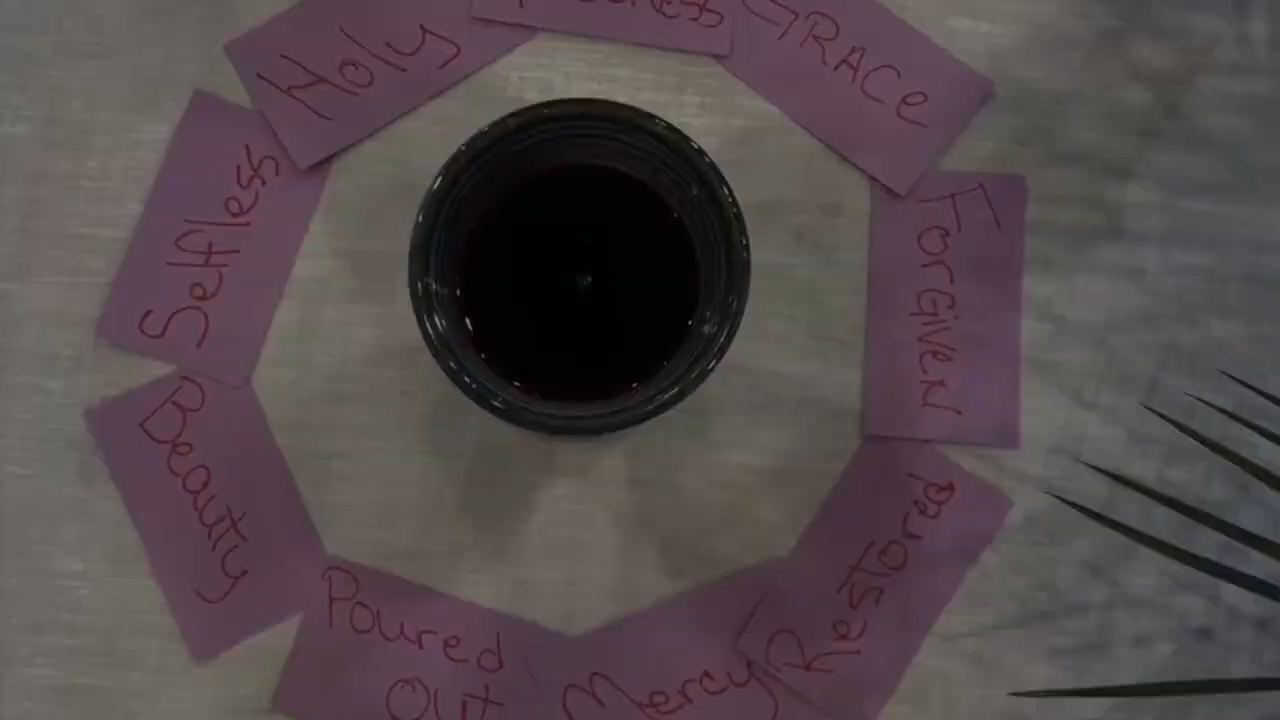 Holy
GRACe
Forgiven
Restored
Mercy
Poured
Out
Beauty
Selfless